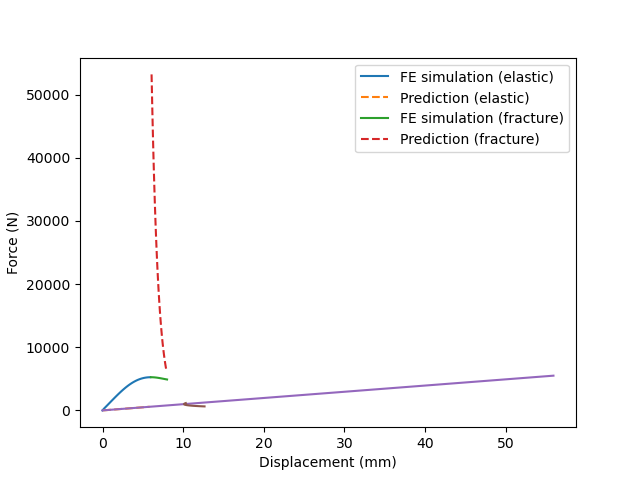 FE simulation (elastic)
Prediction (elastic)
FE simulation (fracture)
Prediction (fracture)
50000
40000
30000
20000
10000
0
Force (N)
0 10 20 30 40 50
Displacement (mm)